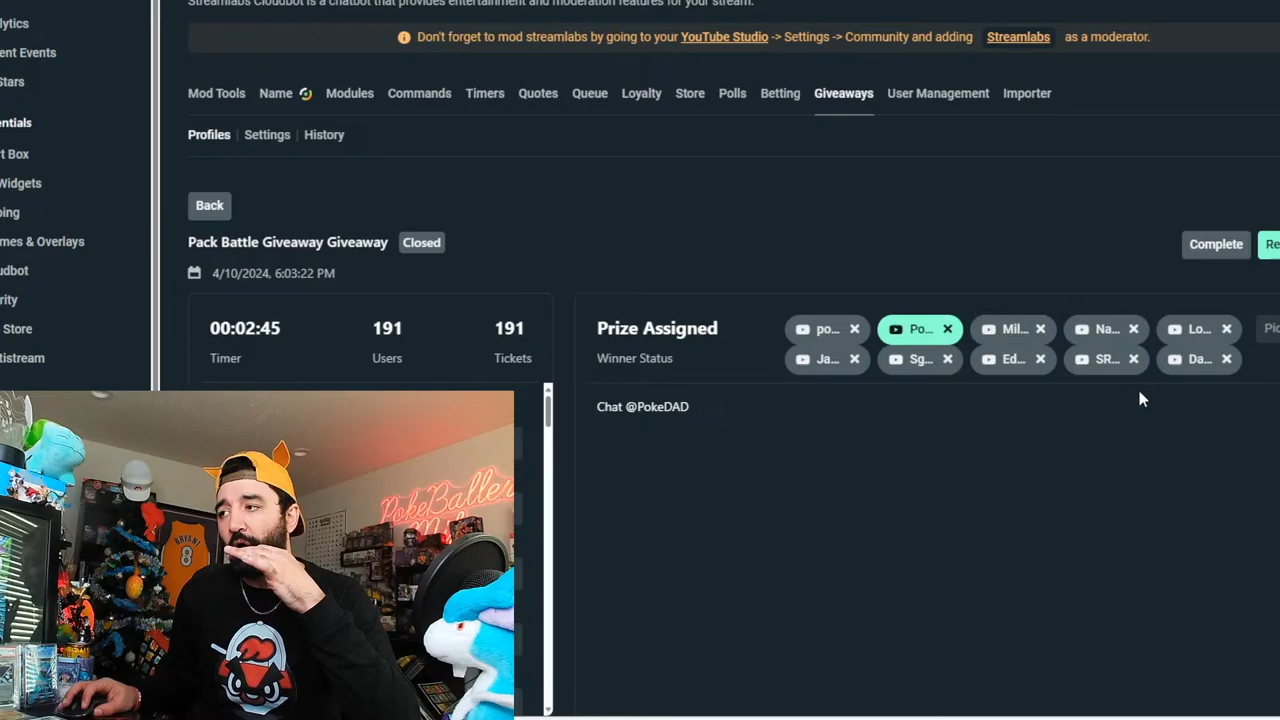 Streamlabs Cloudbot is a chatbot that provides entertainment and moderation features for your stream.
Don't forget to mod streamlabs by going to your YouTube Studio -> Settings -> Community and adding Streamlabs as a moderator.
lytics
ent Events
Stars
entials
t Box
Widgets
ping
mes & Overlays
udbot
rity
Store
tistream
Mod Tools Name Modules Commands Timers Quotes Queue Loyalty Store Polls Betting Giveaways User Management Importer
Profiles | Settings | History
Back
Pack Battle Giveaway Giveaway Closed
Complete Re
4/10/2024, 6:03:22 PM
00:02:45 191 191
Timer Users Tickets
Prize Assigned
Winner Status
po... Po... Mil... Na... Lo... Pic
Ja... Sg... Ed... SR... Da...
Chat @PokeDAD
BRYANT
8
PokeBaller